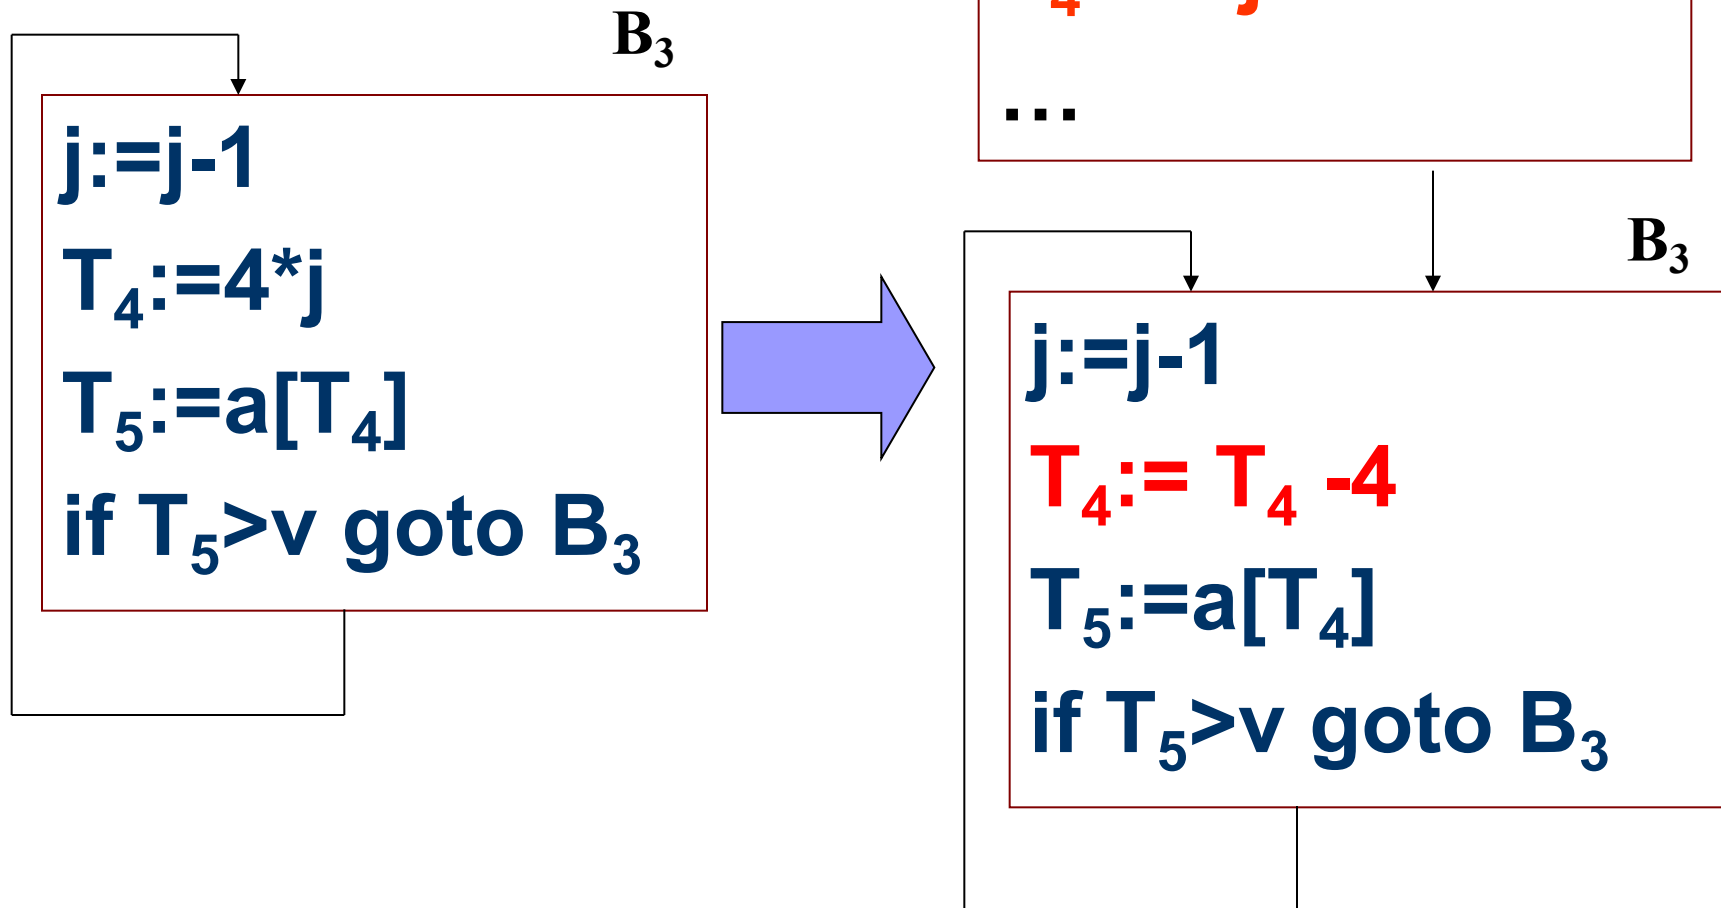 B₃
j:=j-1
T₄:=4*j
T₅:=a[T₄]
if T₅>v goto B₃
...
B₃
j:=j-1
T₄:= T₄ -4
T₅:=a[T₄]
if T₅>v goto B₃